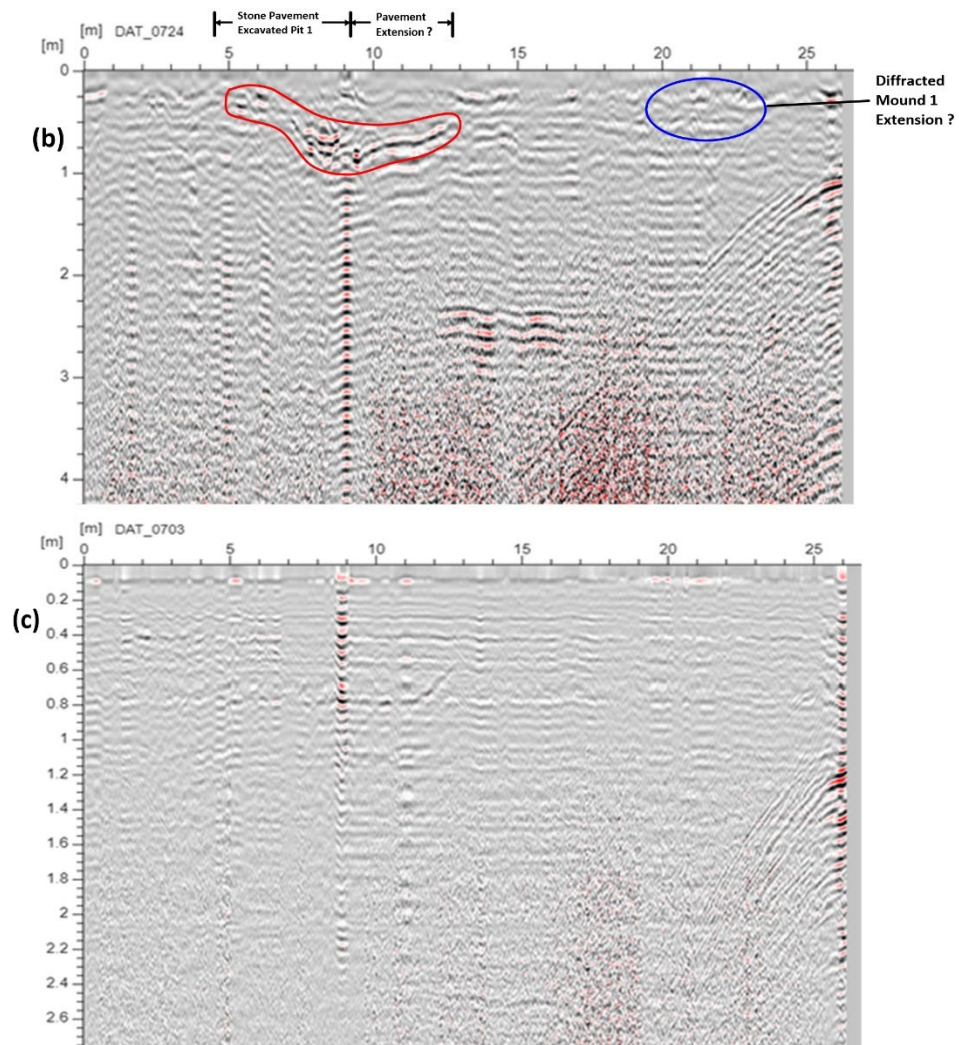 Stone Pavement
Excavated Pit 1
Pavement
Extension ?
[m] DAT_0724
0 5 10 15 20 25
[m]
0
1
2
3
4
(b)
Diffracted
Mound 1
Extension ?
[m] DAT_0703
0 5 10 15 20 25
[m]
0
0.2
0.4
0.6
0.8
1
1.2
1.4
1.6
1.8
2
2.2
2.4
2.6
(c)